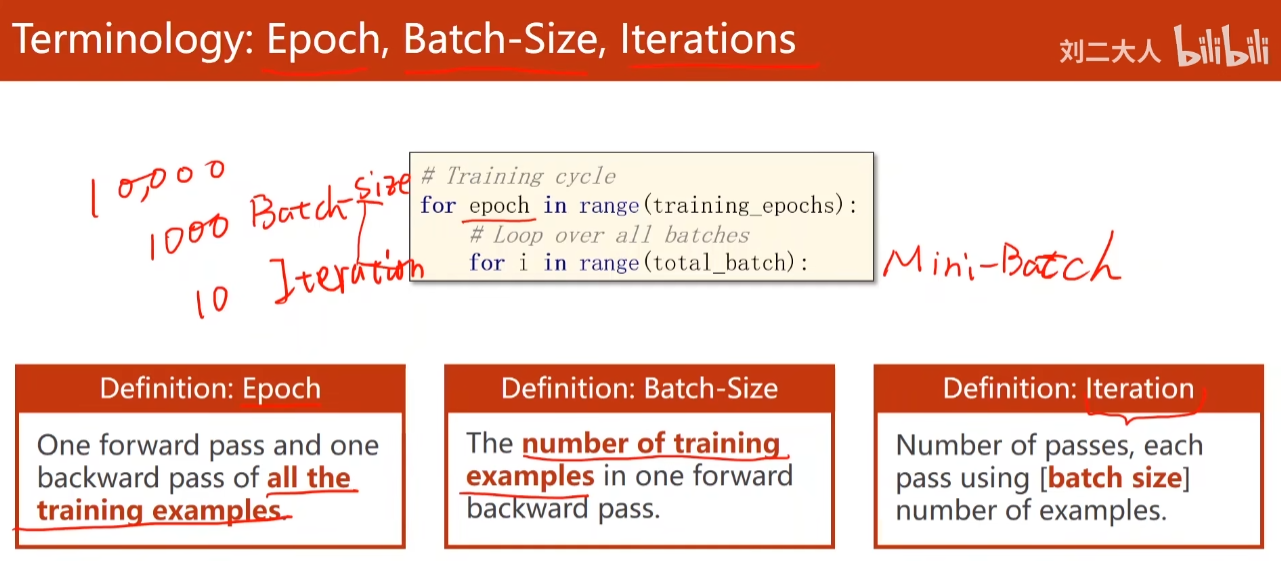 Terminology: Epoch, Batch-Size, Iterations
刘二大人 bilibili
10,000
1000 Batch-Size
10 Iteration
# Training cycle
for epoch in range(training_epochs):
# Loop over all batches
for i in range(total_batch):
Mini-Batch
Definition: Epoch
One forward pass and one
backward pass of all the
training examples.
Definition: Batch-Size
The number of training
examples in one forward
backward pass.
Definition: Iteration
Number of passes, each
pass using [batch size]
number of examples.